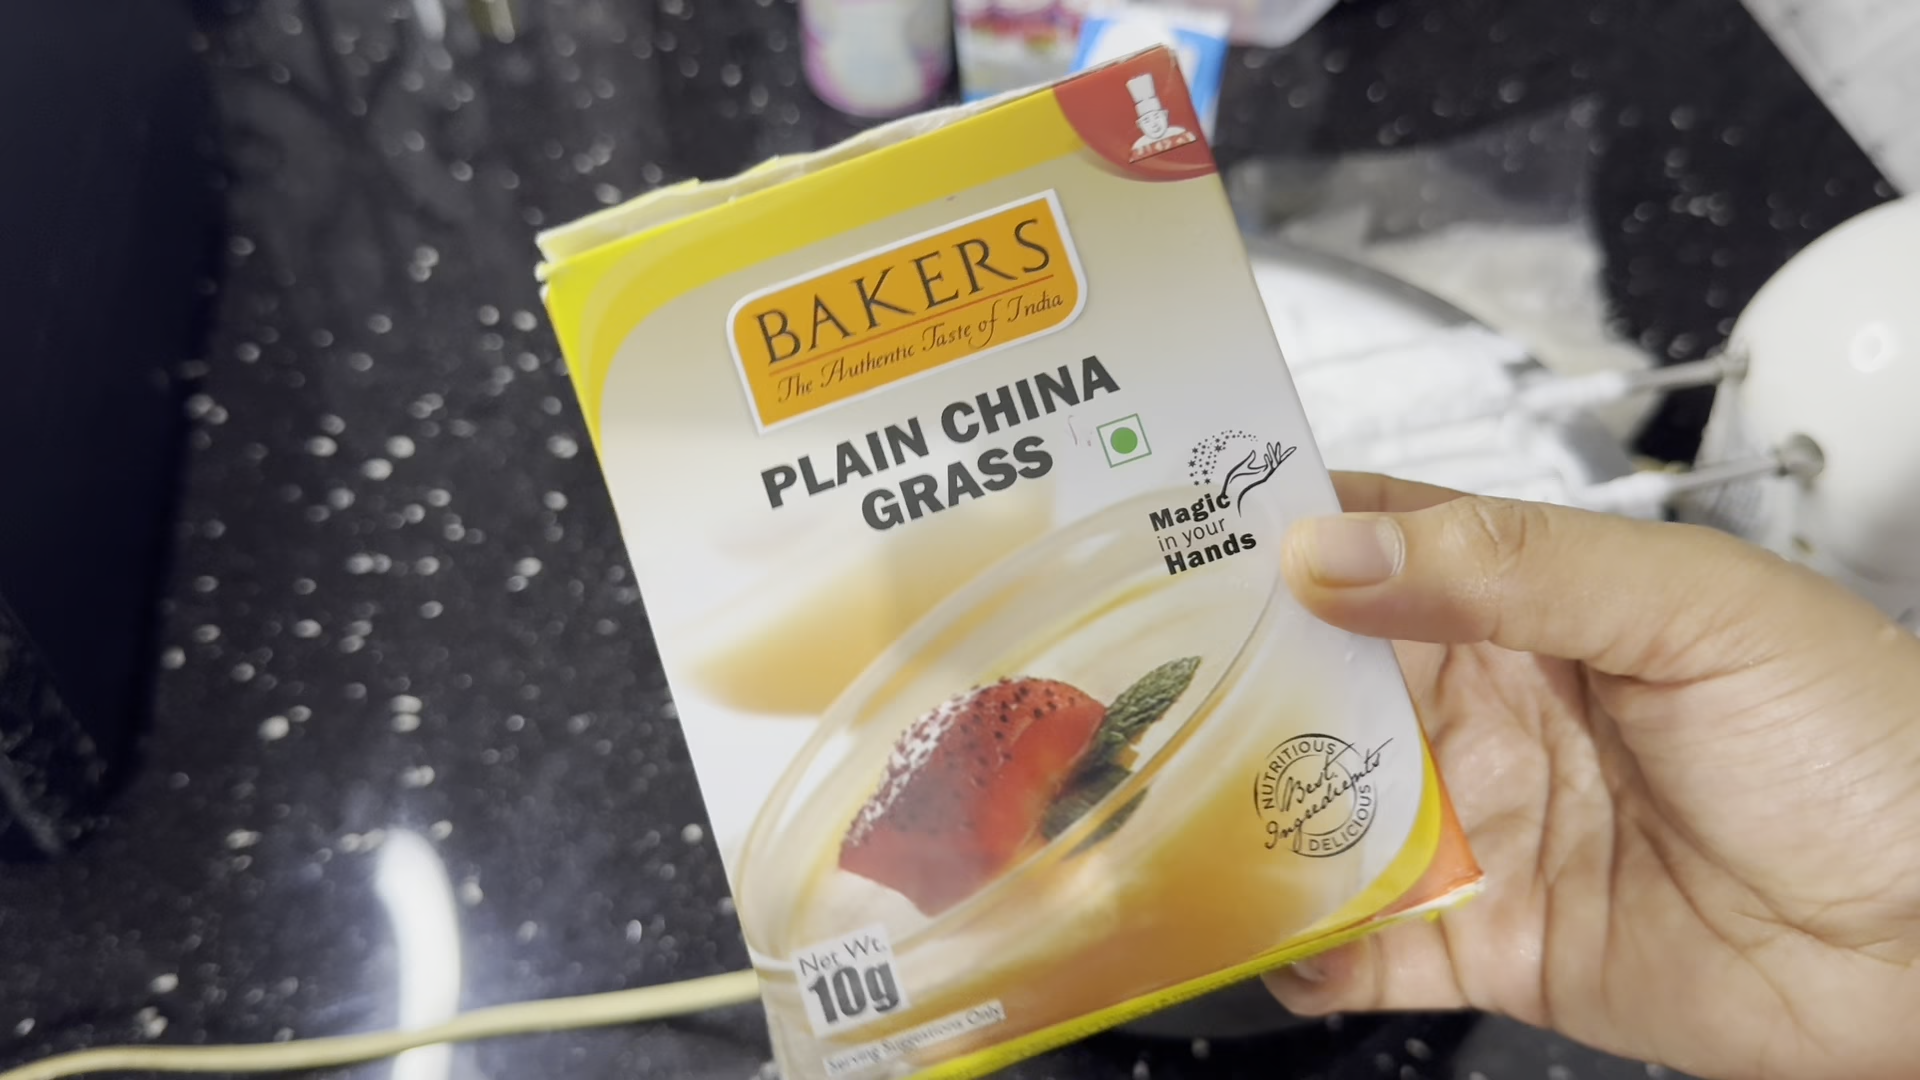 BAKERS
The Authentic Taste of India
PLAIN CHINA
GRASS
Magic
in your
Hands
NUTRITIOUS
Best
Ingredients
DELICIOUS
Net Wt.
10g
Serving Suggestions Only